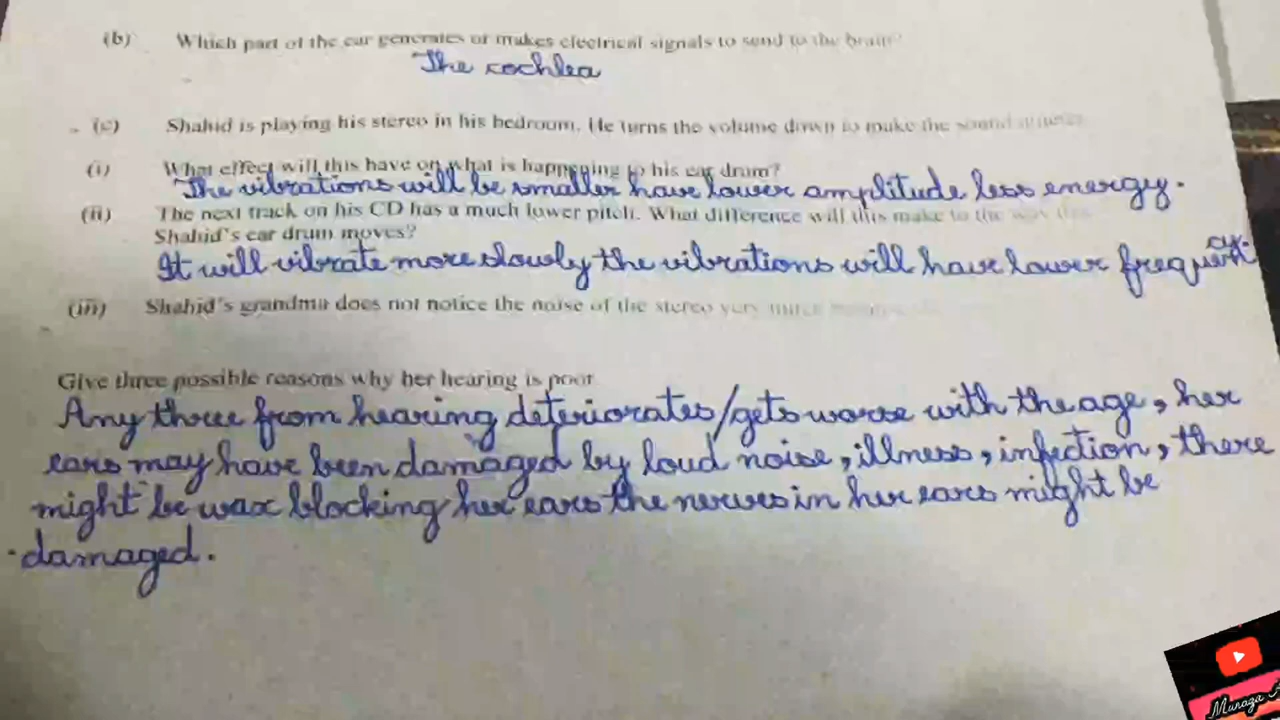 (b) Which part of the ear generates or makes electrical signals to send to the brain?
The cochlea
(c) Shahid is playing his stereo in his bedroom. He turns the volume down to make the sound quieter
(i) What effect will this have on what is happening to his ear drum?
The vibrations will be smaller have lower amplitude less energy.
(ii) The next track on his CD has a much lower pitch. What difference will this make to the way
Shahid's ear drum moves?
It will vibrate more slowly the vibrations will have lower frequency.
(iii) Shahid's grandma does not notice the noise of the stereo very much
Give three possible reasons why her hearing is poor
Any three from hearing deteriorates/gets worse with the age, her
ears may have been damaged by loud noise, illness, infection, there
might be wax blocking her ears the nerves in her ears might be
damaged.
Munaza